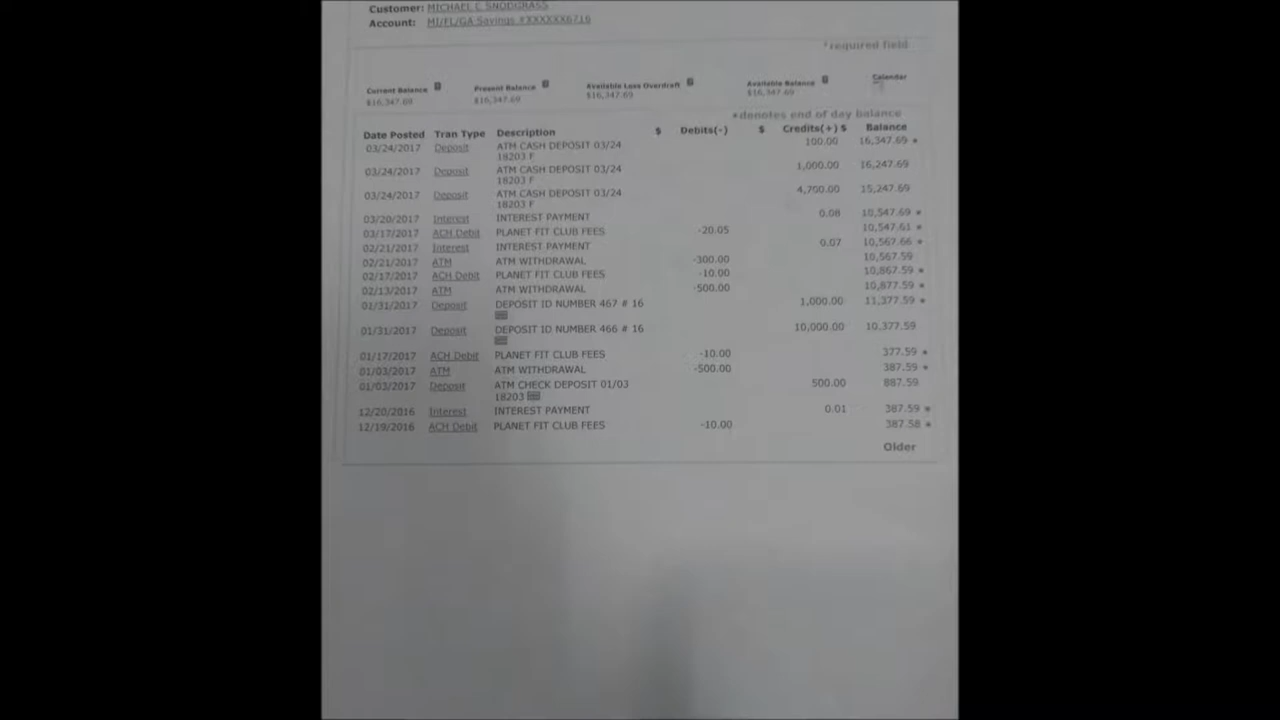 Customer: MICHAEL C SNODGRASS
Account: MI/FL/GA Savings #XXXXXX6716
*required field
Current Balance Present Balance Available Less Overdraft Available Balance Calendar
$16,347.69 $16,347.69 $16,347.69 $16,347.69
*denotes end of day balance
Date Posted Tran Type Description $ Debits(-) $ Credits(+) $ Balance
03/24/2017 Deposit ATM CASH DEPOSIT 03/24 100.00 16,347.69 *
18203 F
03/24/2017 Deposit ATM CASH DEPOSIT 03/24 1,000.00 16,247.69
18203 F
03/24/2017 Deposit ATM CASH DEPOSIT 03/24 4,700.00 15,247.69
18203 F
03/20/2017 Interest INTEREST PAYMENT 0.08 10,547.69 *
03/17/2017 ACH Debit PLANET FIT CLUB FEES -20.05 10,547.61 *
02/21/2017 Interest INTEREST PAYMENT 0.07 10,567.66 *
02/21/2017 ATM ATM WITHDRAWAL -300.00 10,567.59
02/17/2017 ACH Debit PLANET FIT CLUB FEES -10.00 10,867.59 *
02/13/2017 ATM ATM WITHDRAWAL -500.00 10,877.59 *
01/31/2017 Deposit DEPOSIT ID NUMBER 467 # 16 1,000.00 11,377.59 *
01/31/2017 Deposit DEPOSIT ID NUMBER 466 # 16 10,000.00 10,377.59
01/17/2017 ACH Debit PLANET FIT CLUB FEES -10.00 377.59 *
01/03/2017 ATM ATM WITHDRAWAL -500.00 387.59 *
01/03/2017 Deposit ATM CHECK DEPOSIT 01/03 500.00 887.59
18203
12/20/2016 Interest INTEREST PAYMENT 0.01 387.59 *
12/19/2016 ACH Debit PLANET FIT CLUB FEES -10.00 387.58 *
Older